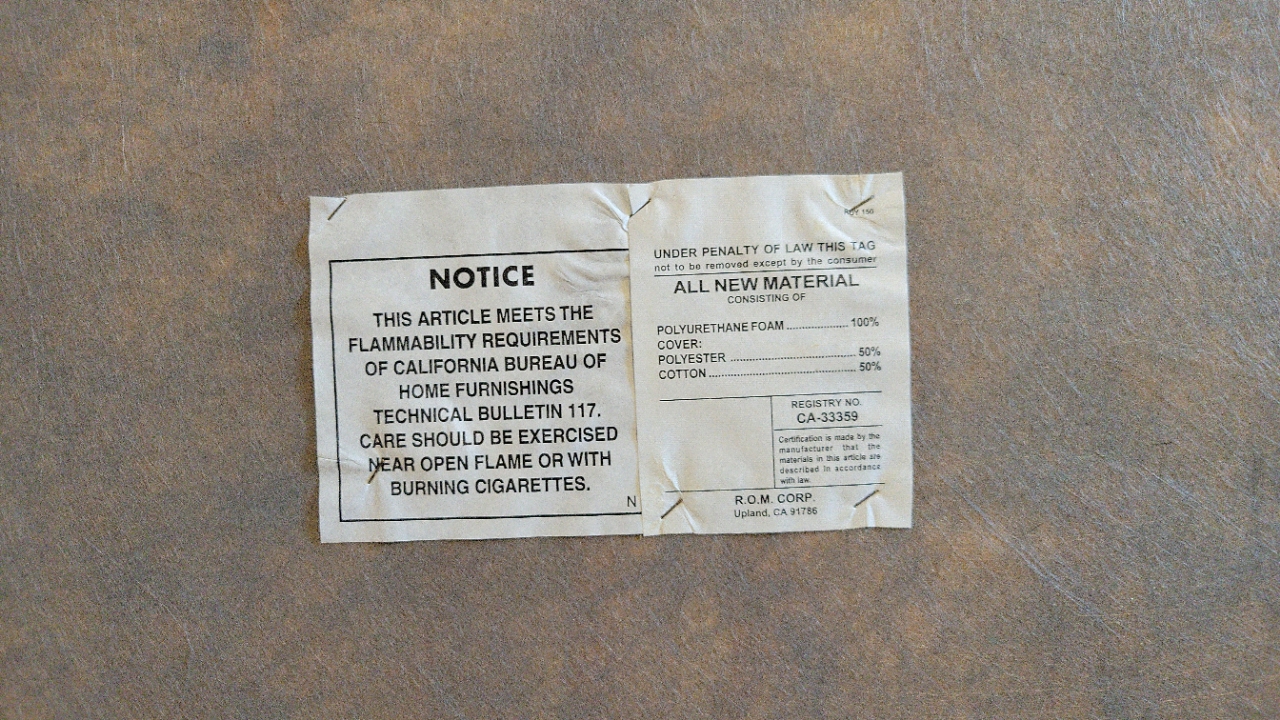 NOTICE
THIS ARTICLE MEETS THE
FLAMMABILITY REQUIREMENTS
OF CALIFORNIA BUREAU OF
HOME FURNISHINGS
TECHNICAL BULLETIN 117.
CARE SHOULD BE EXERCISED
NEAR OPEN FLAME OR WITH
BURNING CIGARETTES.
N
150
UNDER PENALTY OF LAW THIS TAG
not to be removed except by the consumer
ALL NEW MATERIAL
CONSISTING OF
POLYURETHANE FOAM .................... 100%
COVER:
POLYESTER ........................................ 50%
COTTON ............................................... 50%
REGISTRY NO.
CA-33359
Certification is made by the
manufacturer that the
materials in this article are
described in accordance
with law.
R.O.M. CORP.
Upland, CA 91786